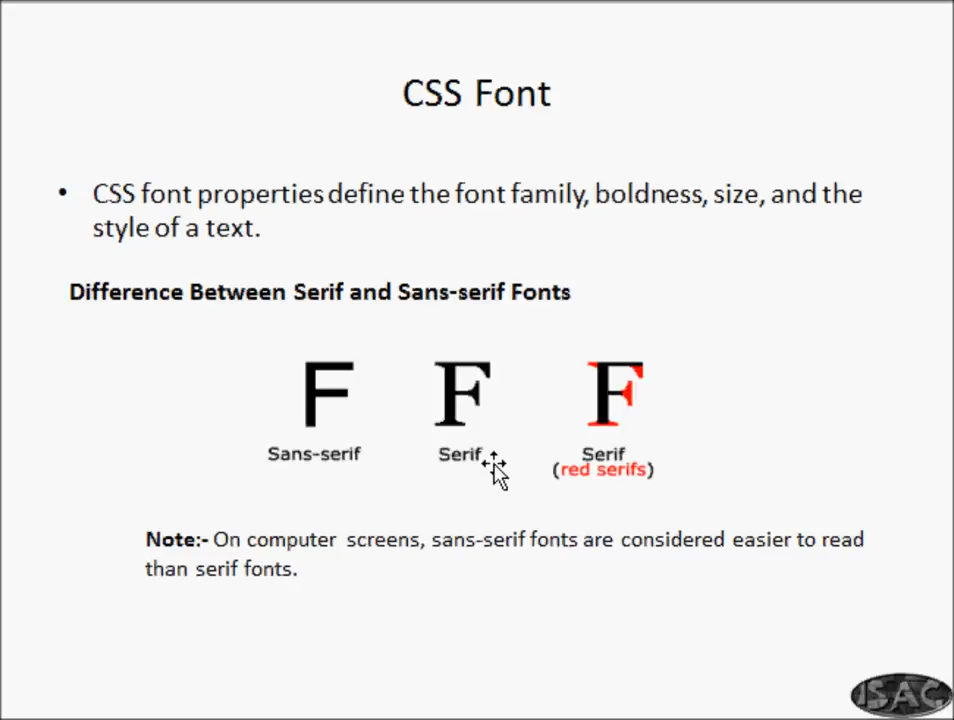 CSS Font
• CSS font properties define the font family, boldness, size, and the
style of a text.
Difference Between Serif and Sans-serif Fonts
F F F
Sans-serif Serif Serif
(red serifs)
Note:- On computer screens, sans-serif fonts are considered easier to read
than serif fonts.
ISAC